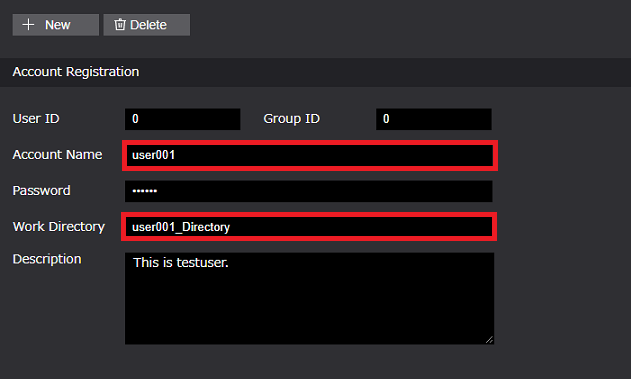 New Delete
Account Registration
User ID 0 Group ID 0
Account Name user001
Password ••••••
Work Directory user001_Directory
Description This is testuser.